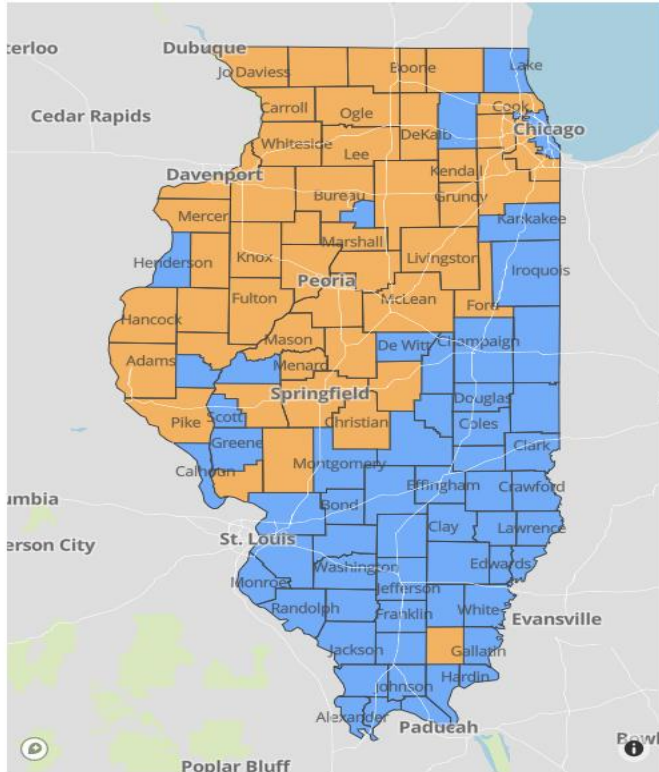 terloo
Dubuque
Jo Daviess
Boone
Lake
Carroll
Ogle
Cook
Cedar Rapids
DeKalb
Chicago
Whiteside
Lee
Davenport
Kendall
Bureau
Grundy
Mercer
Kankakee
Marshall
Henderson
Knox
Livingston
Iroquois
Peoria
Fulton
McLean
Ford
Hancock
Mason
De Witt
Champaign
Adams
Menard
Springfield
Douglas
Pike
Scott
Christian
Coles
Greene
Clark
Calhoun
Montgomery
Effingham
Crawford
umbia
Bond
Clay
Lawrence
erson City
St. Louis
Washington
Edwards
Monroe
Jefferson
Randolph
Franklin
White
Evansville
Jackson
Gallatin
Hardin
Johnson
Alexander
Paducah
Bowl
Poplar Bluff